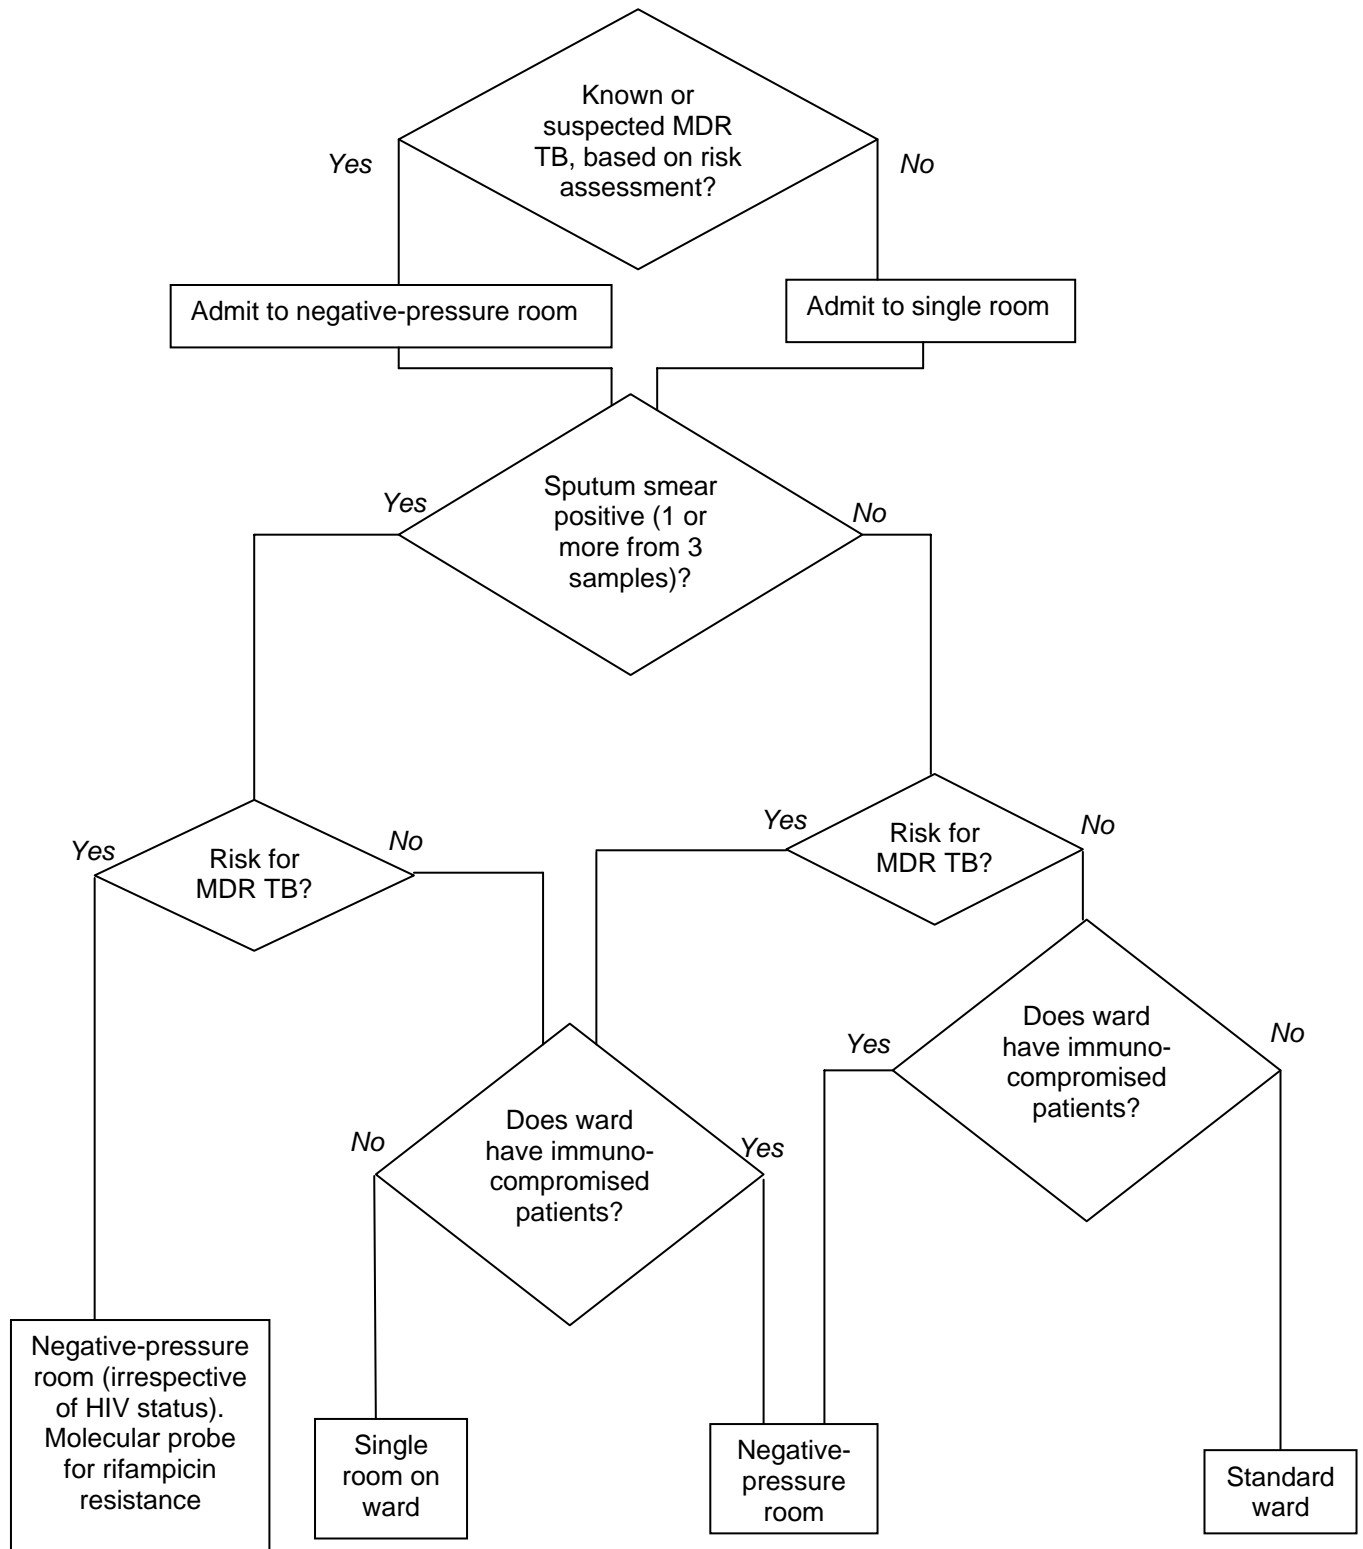 Known or
suspected MDR
TB, based on risk
assessment?
Yes
No
Admit to negative-pressure room
Admit to single room
Sputum smear
positive (1 or
more from 3
samples)?
Yes
No
Risk for
MDR TB?
Yes
No
Risk for
MDR TB?
Yes
No
Does ward
have immuno-
compromised
patients?
No
Yes
Does ward
have immuno-
compromised
patients?
Yes
No
Negative-pressure
room (irrespective
of HIV status).
Molecular probe
for rifampicin
resistance
Single
room on
ward
Negative-
pressure
room
Standard
ward